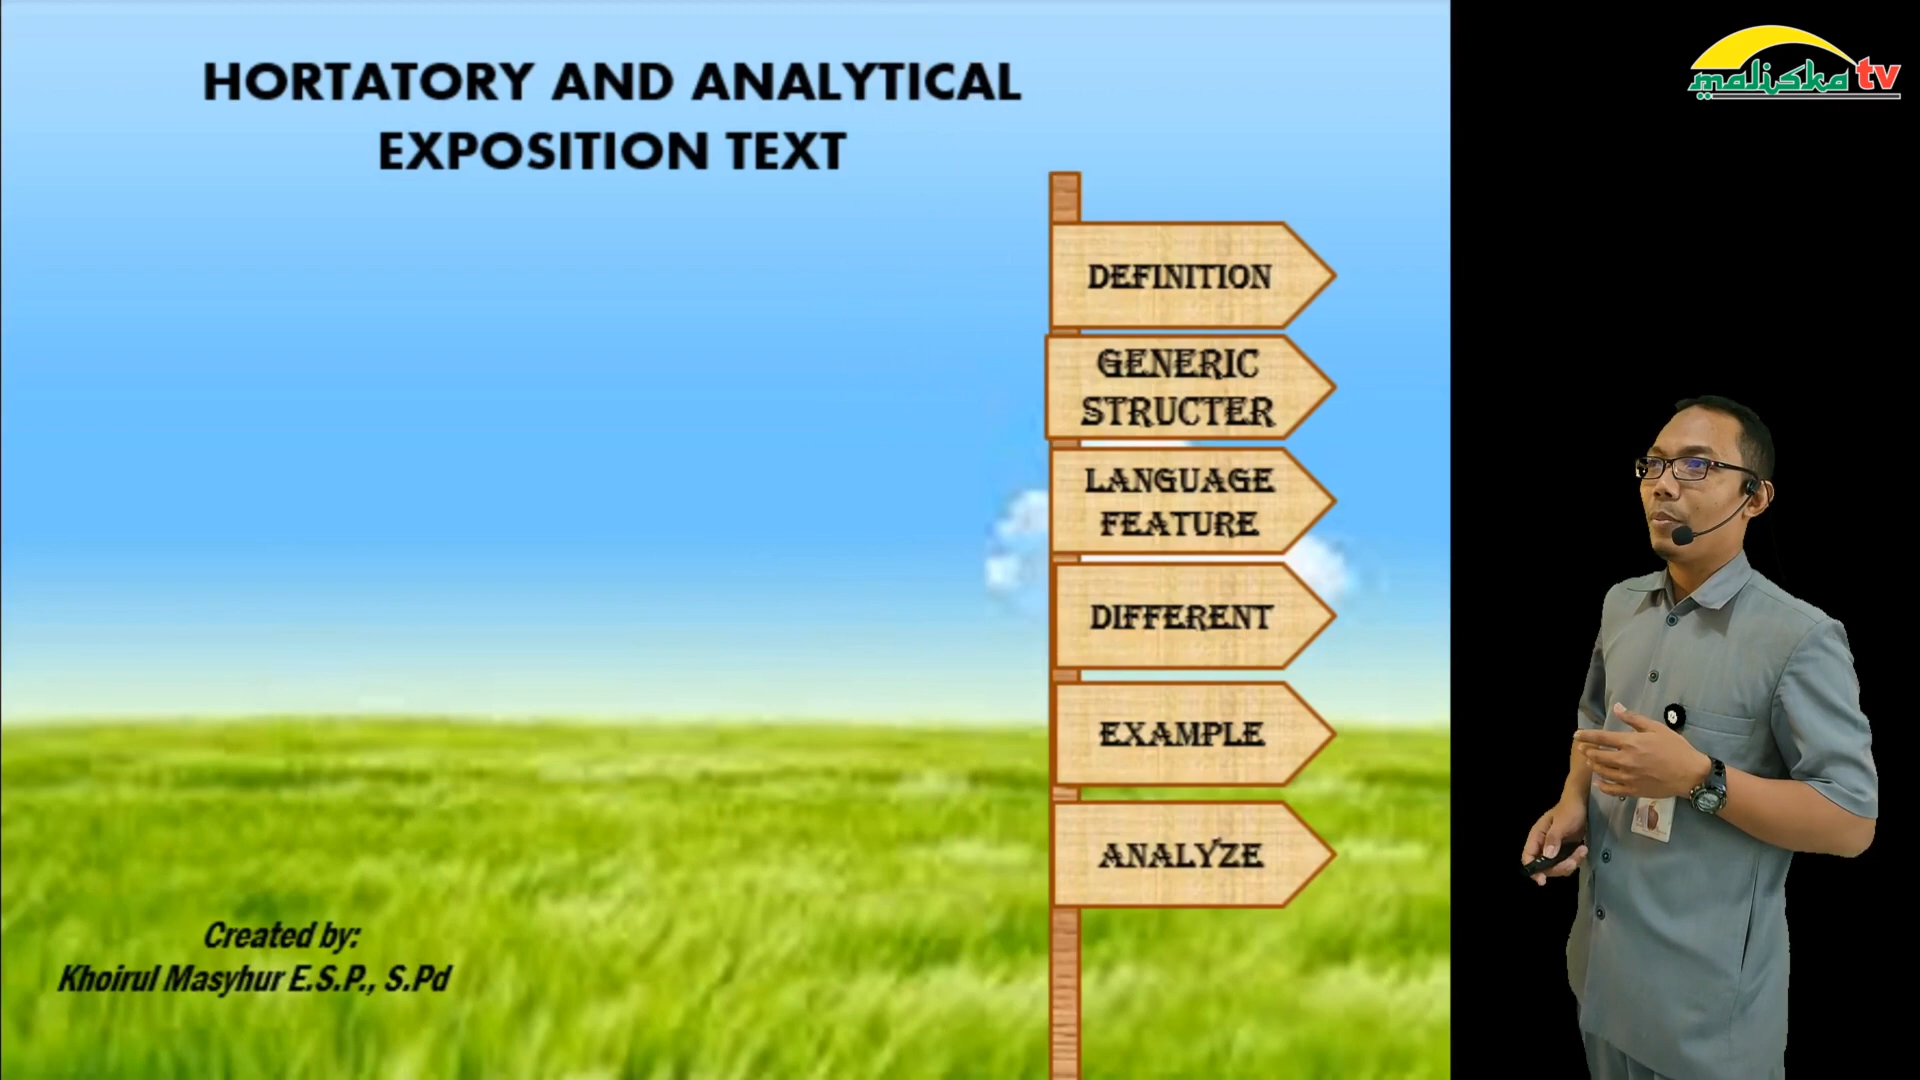 HORTATORY AND ANALYTICAL
EXPOSITION TEXT
DEFINITION
GENERIC
STRUCTER
LANGUAGE
FEATURE
DIFFERENT
EXAMPLE
ANALYZE
Created by:
Khoirul Masyhur E.S.P., S.Pd
maliska tv